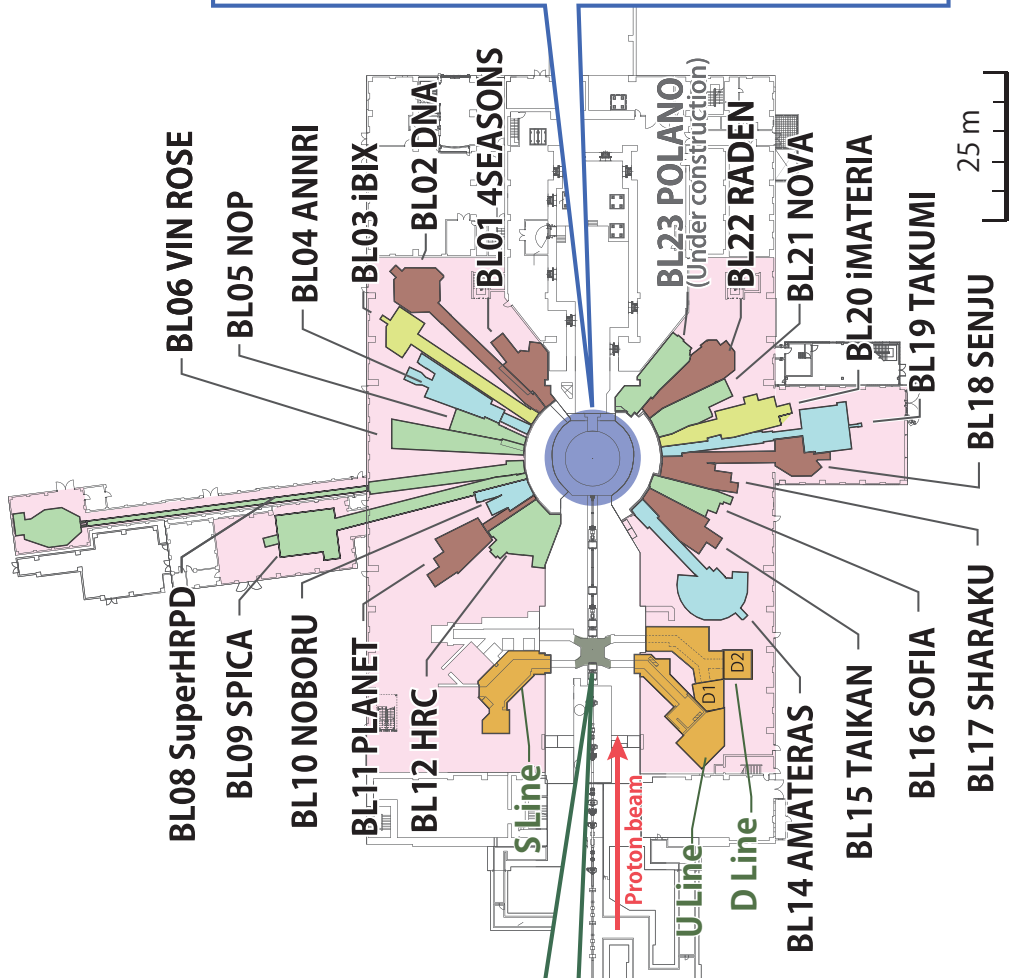 BL06 VIN ROSE
BL05 NOP
BL04 ANNRI
BL03 iBIX
BL02 DNA
BL01 4SEASONS
BL23 POLANO
(Under construction)
BL22 RADEN
BL21 NOVA
BL20 iMATERIA
BL19 TAKUMI
BL18 SENJU
25 m
BL08 SuperHRPD
BL09 SPICA
BL10 NOBORU
BL11 PLANET
BL12 HRC
S Line
Proton beam
U Line
D Line
D1
D2
BL14 AMATERAS
BL15 TAIKAN
BL16 SOFIA
BL17 SHARAKU